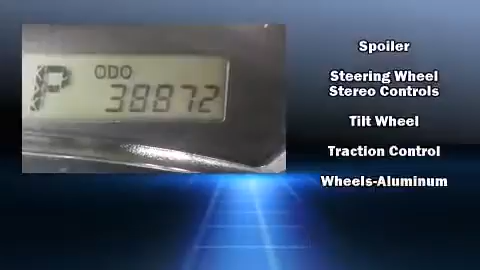 P
ODO
38872
Spoiler
Steering Wheel
Stereo Controls
Tilt Wheel
Traction Control
Wheels-Aluminum